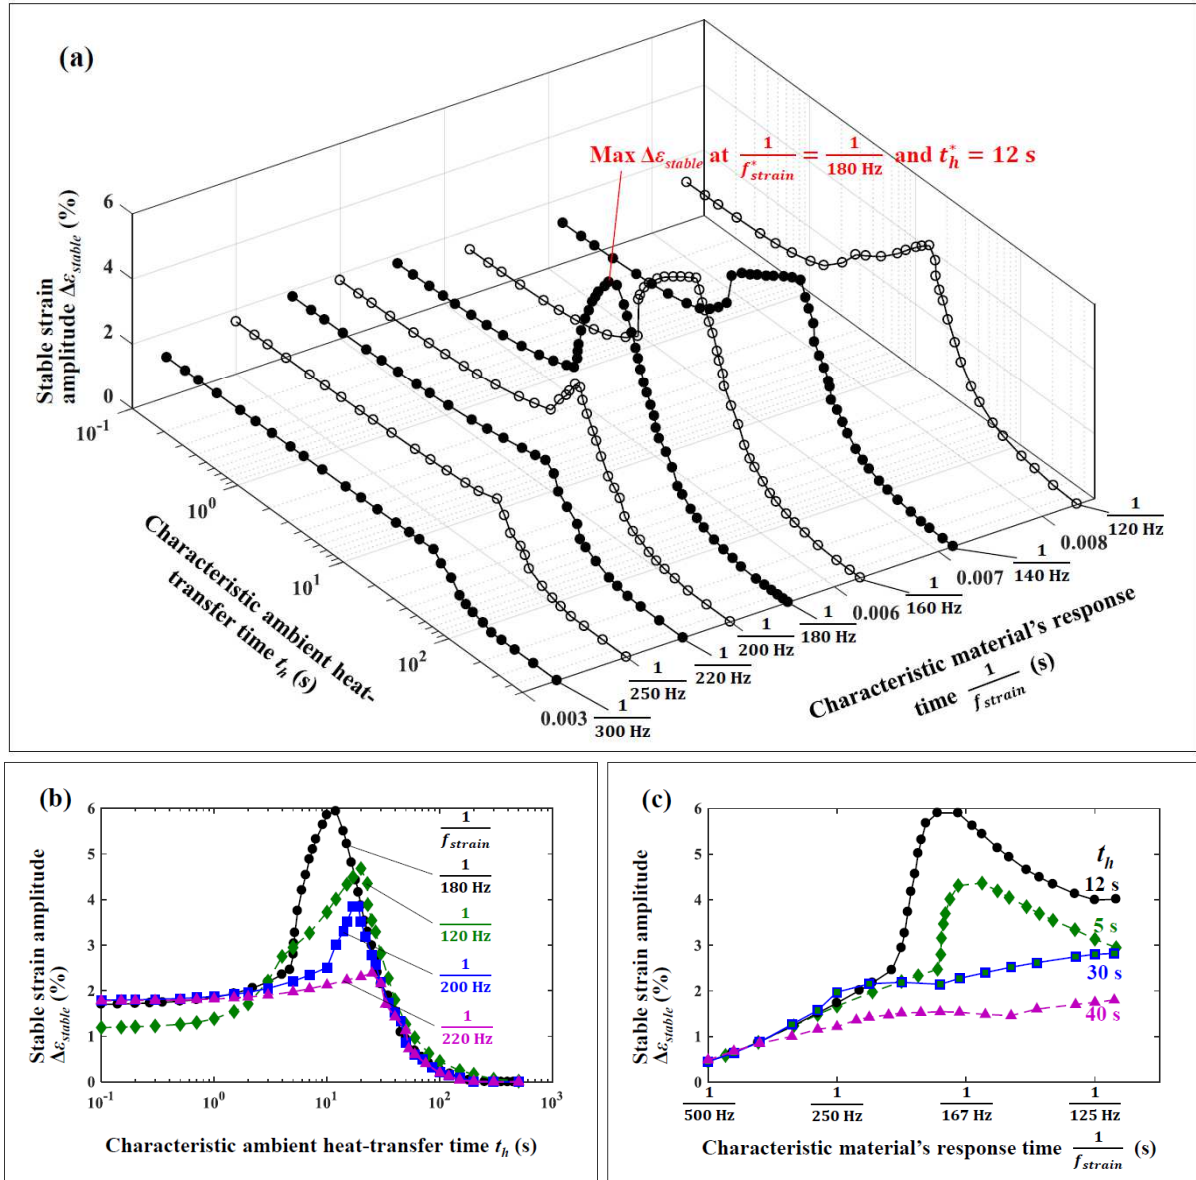 (a)
Max Δε_stable at 1/f*_strain = 1/180 Hz and t*_h = 12 s
Stable strain
amplitude Δε_stable (%)
6
4
2
0
10^-1
10^0
10^1
10^2
Characteristic ambient heat-
transfer time t_h (s)
0.003
1/300 Hz
1/250 Hz
1/220 Hz
1/200 Hz
1/180 Hz
0.006
1/160 Hz
0.007
1/140 Hz
0.008
1/120 Hz
Characteristic material's response
time 1/f_strain (s)
(b)
Stable strain amplitude
Δε_stable (%)
6
5
4
3
2
1
0
10^-1
10^0
10^1
10^2
10^3
1/f_strain
1/180 Hz
1/120 Hz
1/200 Hz
1/220 Hz
Characteristic ambient heat-transfer time t_h (s)
(c)
Stable strain amplitude
Δε_stable (%)
6
5
4
3
2
1
0
t_h
12 s
5 s
30 s
40 s
1/500 Hz
1/250 Hz
1/167 Hz
1/125 Hz
Characteristic material's response time 1/f_strain (s)